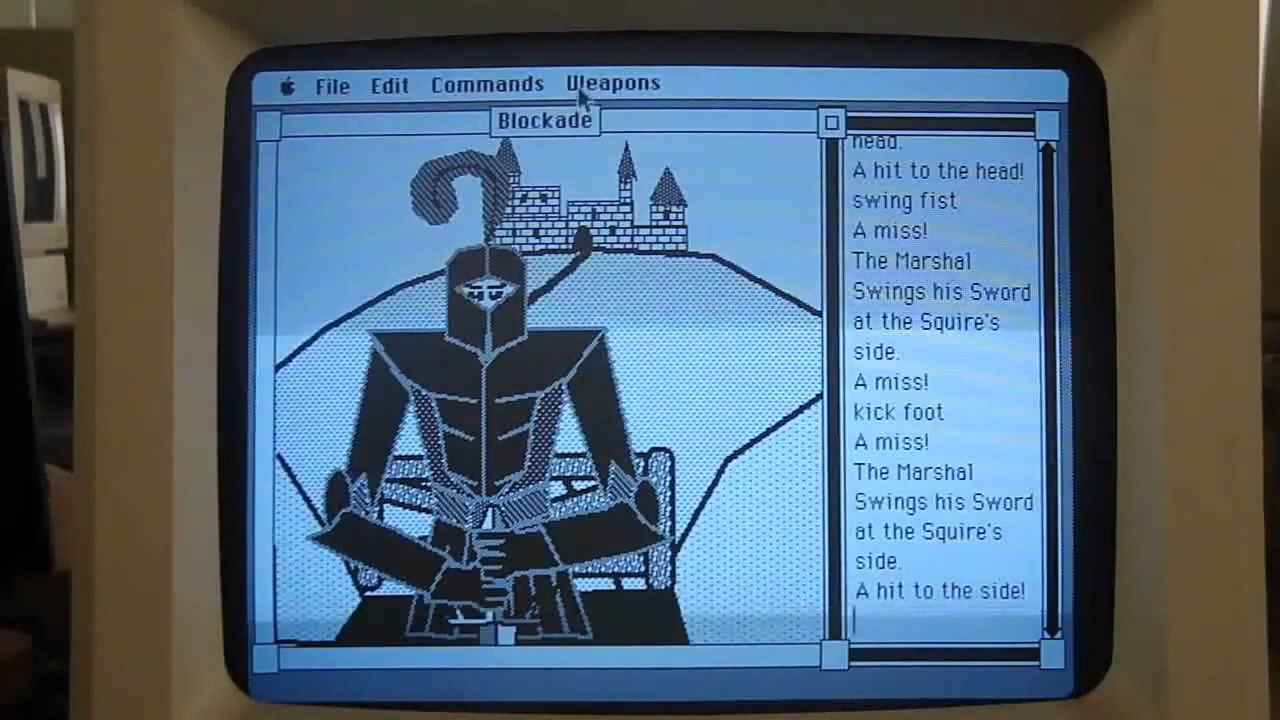 File Edit Commands Weapons
Blockade
head.
A hit to the head!
swing fist
A miss!
The Marshal
Swings his Sword
at the Squire's
side.
A miss!
kick foot
A miss!
The Marshal
Swings his Sword
at the Squire's
side.
A hit to the side!